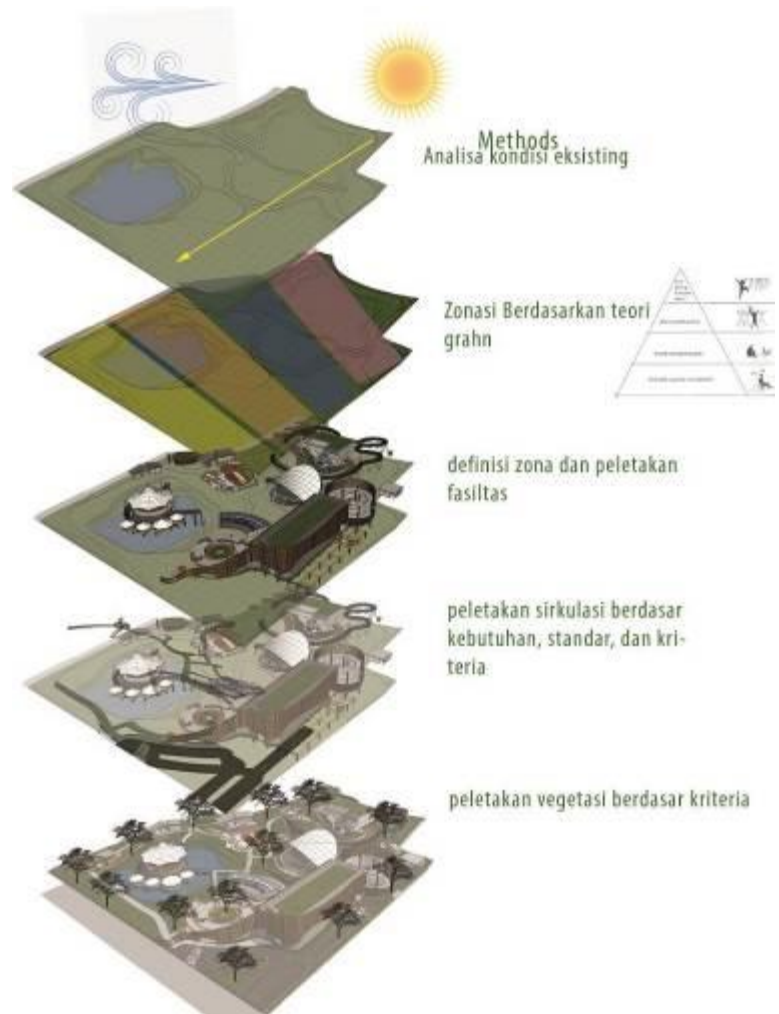 Methods
Analisa kondisi eksisting
Zonasi Berdasarkan teori
grahn
definisi zona dan peletakan
fasiltas
peletakan sirkulasi berdasar
kebutuhan, standar, dan kri-
teria
peletakan vegetasi berdasar kriteria